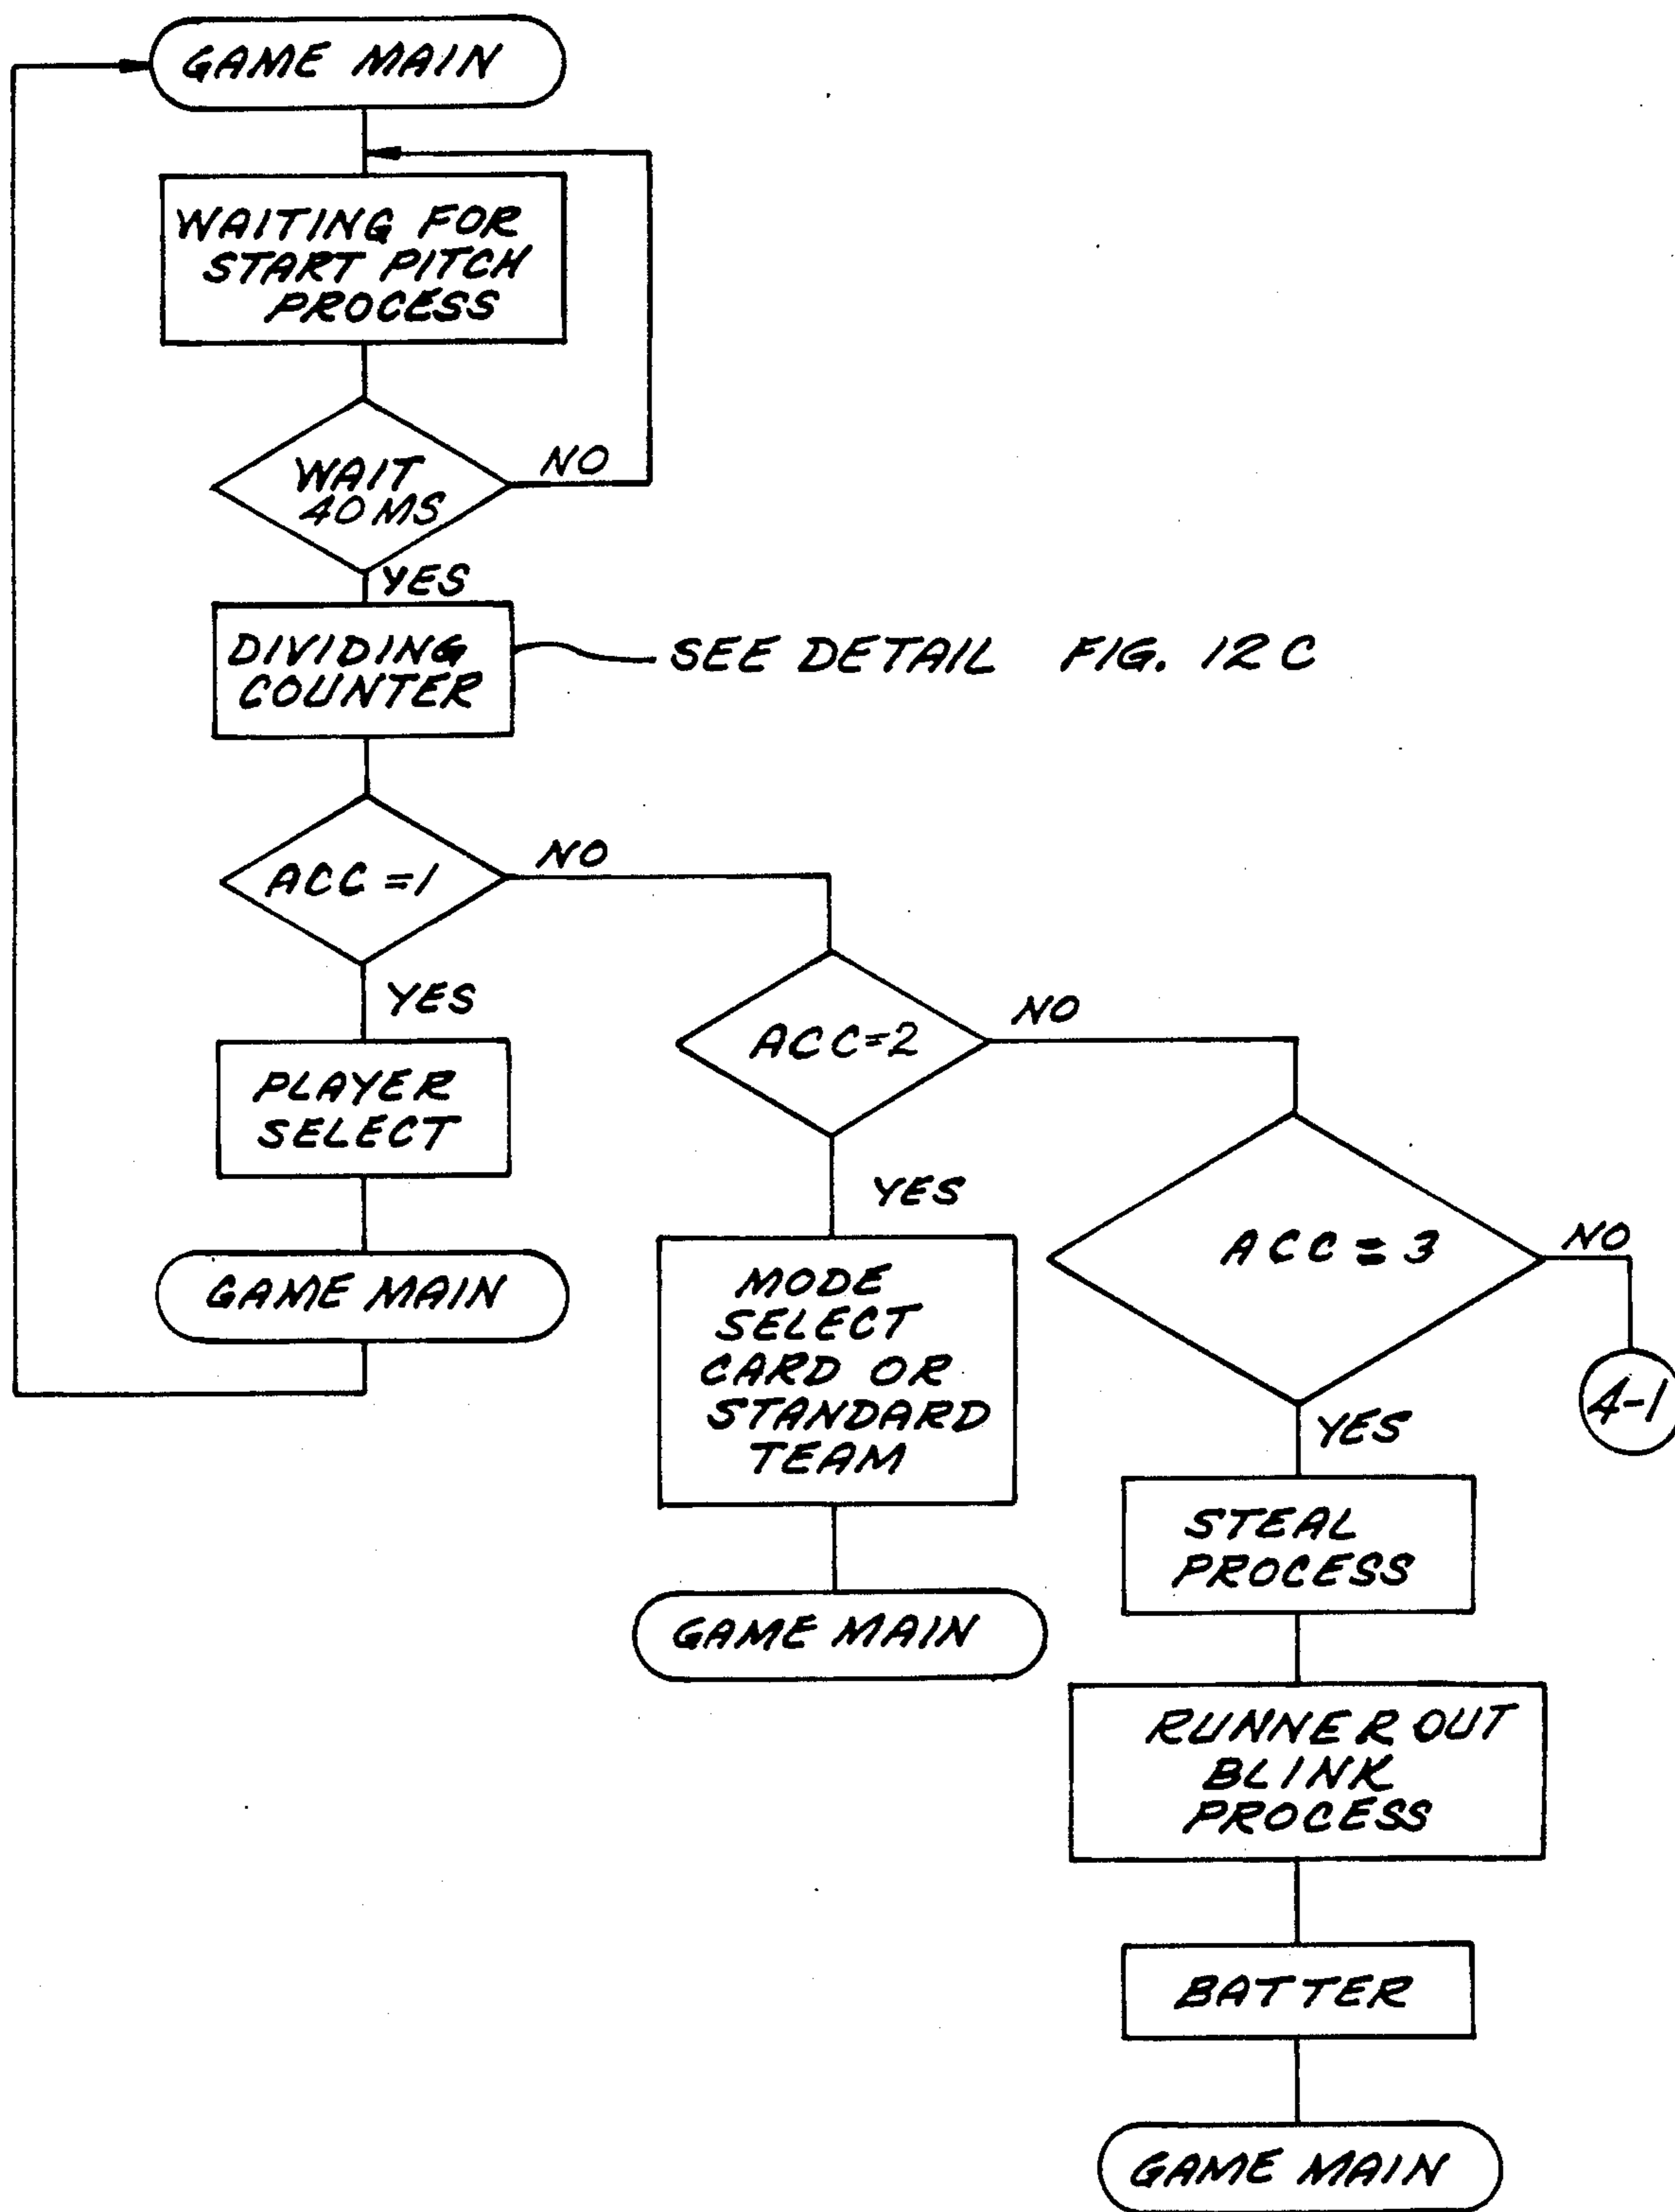 GAME MAIN
WAITING FOR
START PITCH
PROCESS
WAIT
40 MS
NO
YES
DIVIDING
COUNTER
SEE DETAIL FIG. 12C
ACC=1
NO
YES
PLAYER
SELECT
GAME MAIN
ACC=2
NO
YES
MODE
SELECT
CARD OR
STANDARD
TEAM
GAME MAIN
ACC=3
NO
A-1
YES
STEAL
PROCESS
RUNNER OUT
BLINK
PROCESS
BATTER
GAME MAIN